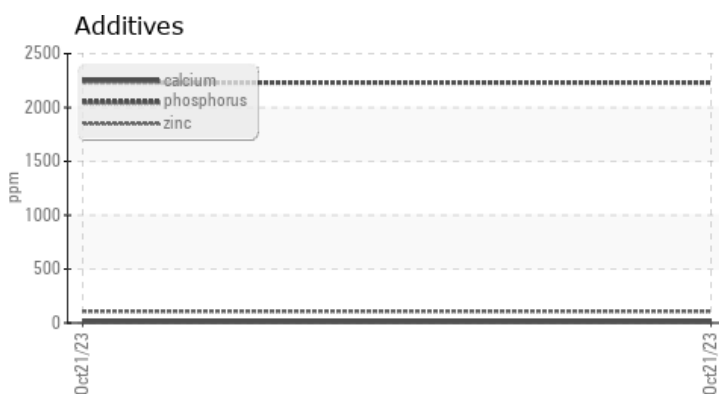 Additives
2500
2000
1500
1000
500
0
ppm
calcium
phosphorus
zinc
Oct21/23
Oct21/23